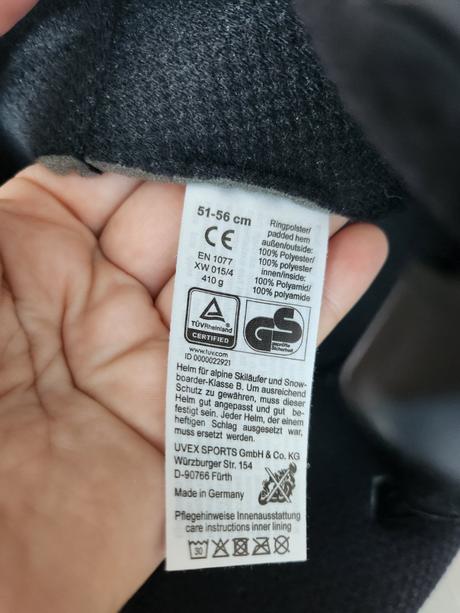 51-56 cm
CE
EN 1077
XW 015/4
410 g
Ringpolster/
padded hem
außen/outside:
100% Polyester/
100% polyester
innen/inside:
100% Polyamid/
100% polyamide
TÜVRheinland
CERTIFIED
GS
geprüfte
Sicherheit
www.tuv.com
ID 0000022921
Helm für alpine Skiläufer und Snow-
boarder-Klasse B. Um ausreichend
Schutz zu gewähren, muss dieser
Helm gut angepasst und gut be-
festigt sein. Jeder Helm, der einem
heftigen Schlag ausgesetzt war,
muss ersetzt werden.
UVEX SPORTS GmbH & Co. KG
Würzburger Str. 154
D-90766 Fürth
Made in Germany
Pflegehinweise Innenausstattung
care instructions inner lining
30